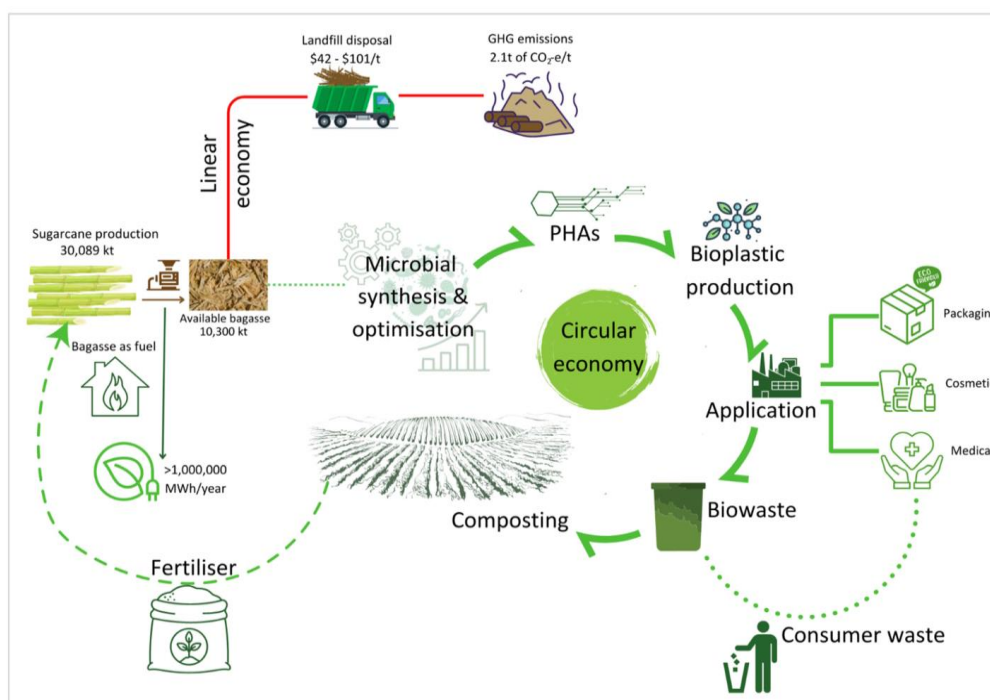 Landfill disposal
$42 - $101/t
GHG emissions
2.1t of CO₂-e/t
Linear
economy
Sugarcane production
30,089 kt
Available bagasse
10,300 kt
Bagasse as fuel
>1,000,000
MWh/year
Microbial
synthesis &
optimisation
PHAs
Bioplastic
production
Circular
economy
Application
ECO
FRIENDLY
Packagin
Cosmeti
Medica
Biowaste
Composting
Fertiliser
Consumer waste